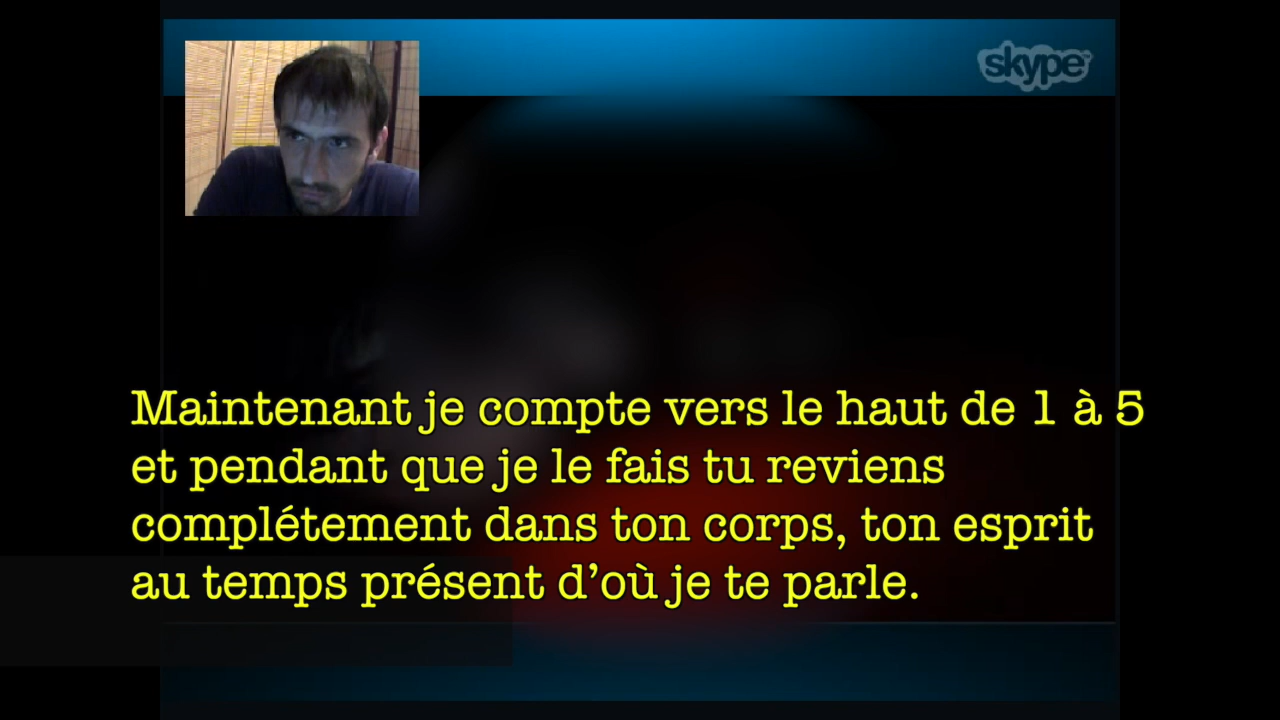 skype™
Maintenant je compte vers le haut de 1 à 5
et pendant que je le fais tu reviens
complétement dans ton corps, ton esprit
au temps présent d'où je te parle.